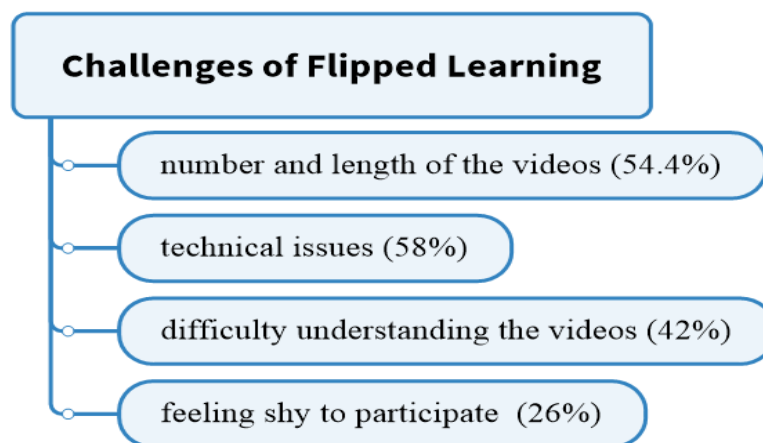 Challenges of Flipped Learning
number and length of the videos (54.4%)
technical issues (58%)
difficulty understanding the videos (42%)
feeling shy to participate (26%)